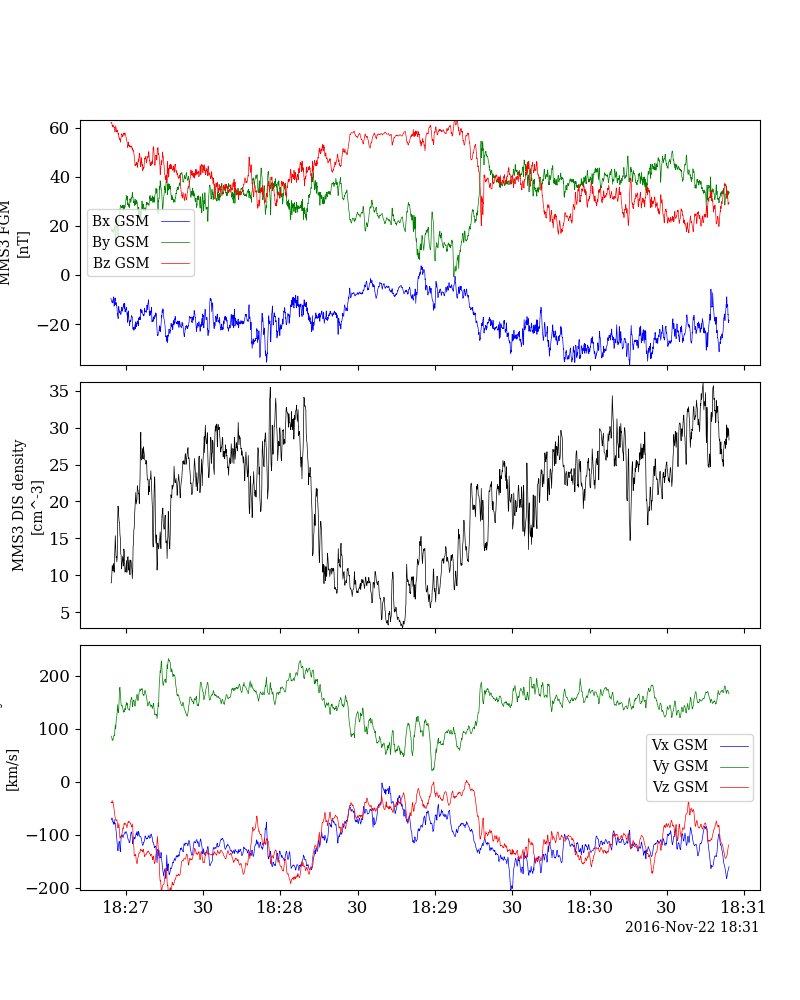 60
40
20
0
−20
MMS3 FGM
[nT]
Bx GSM
By GSM
Bz GSM
35
30
25
20
15
10
5
MMS3 DIS density
[cm^-3]
200
100
0
−100
−200
[km/s]
Vx GSM
Vy GSM
Vz GSM
18:27 30 18:28 30 18:29 30 18:30 30 18:31
2016-Nov-22 18:31